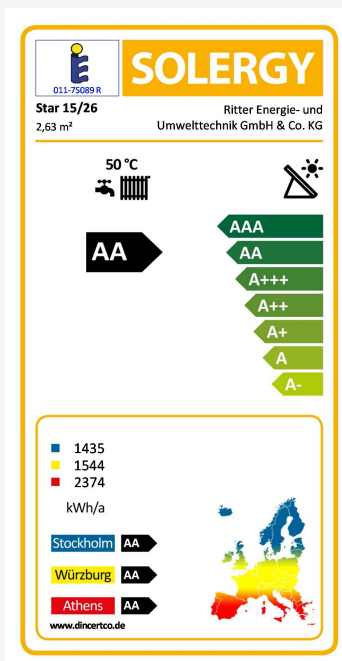 SOLERGY
011-7S089 R
Star 15/26
Ritter Energie- und
2,63 m²
Umwelttechnik GmbH & Co. KG
50 °C
AA
AAA
AA
A+++
A++
A+
A
A-
1435
1544
2374
kWh/a
Stockholm AA
Würzburg AA
Athens AA
www.dincertco.de